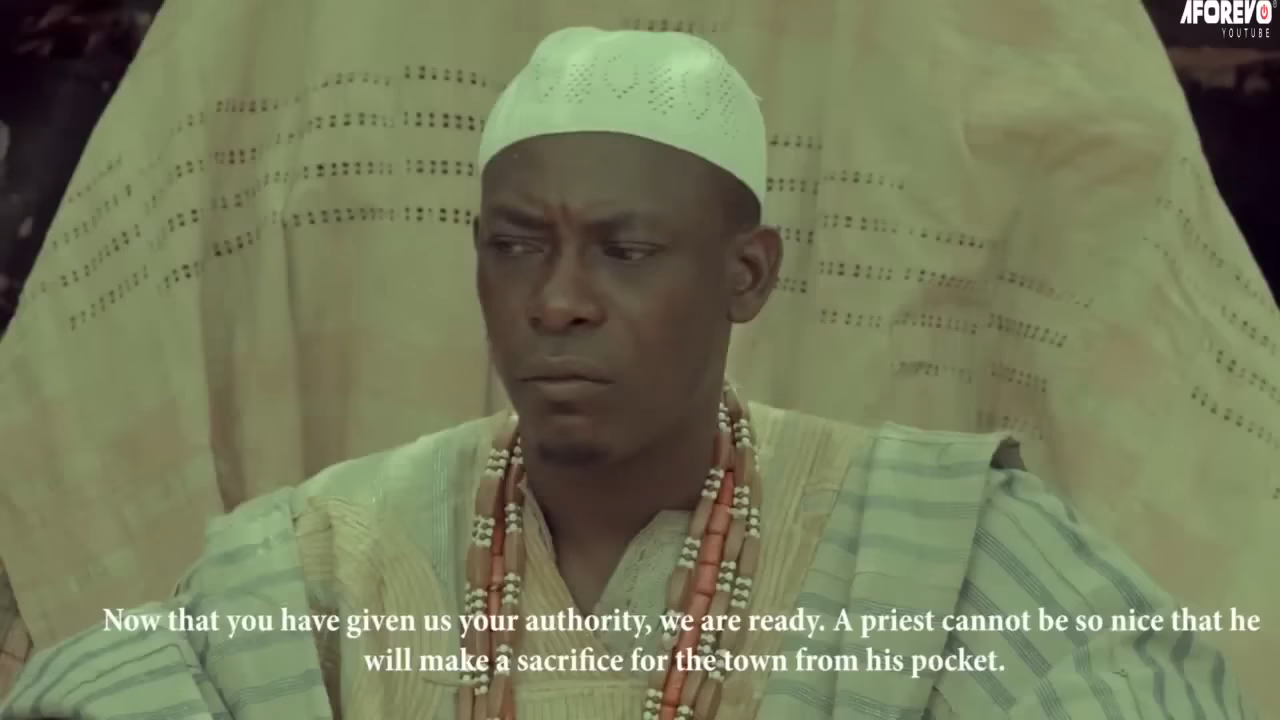 AFOREVO
YOUTUBE
Now that you have given us your authority, we are ready. A priest cannot be so nice that he
will make a sacrifice for the town from his pocket.